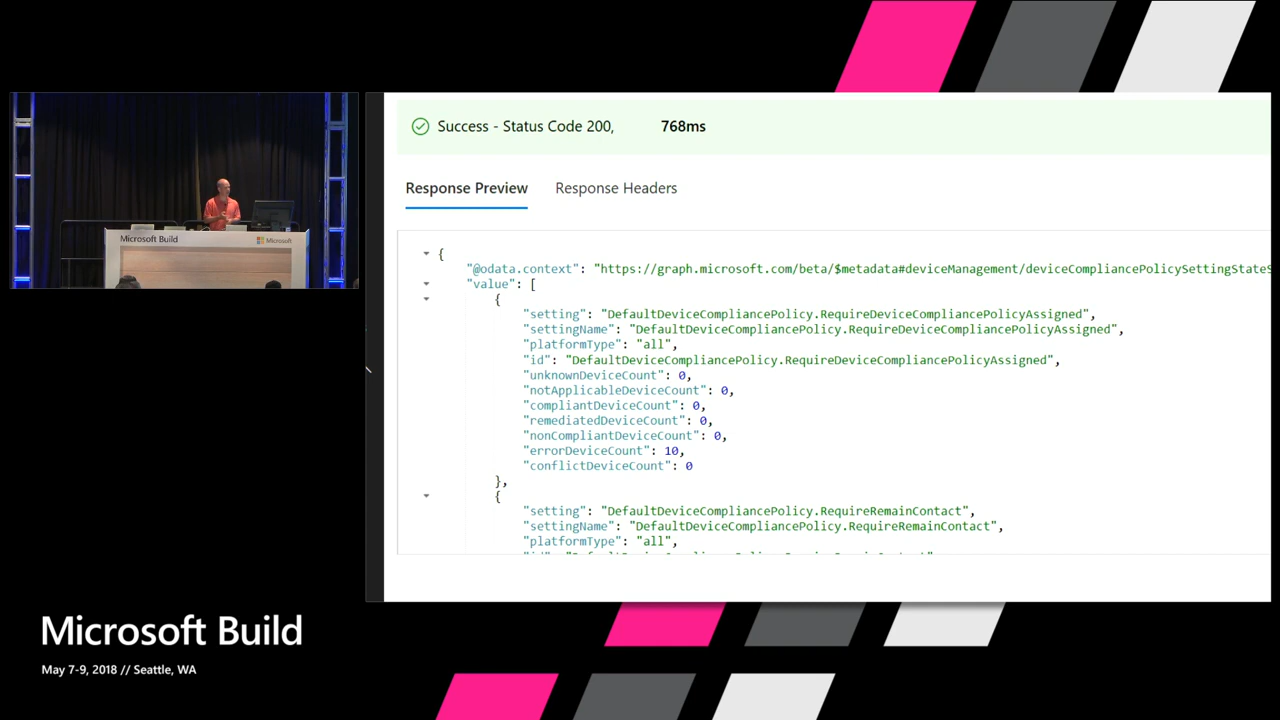 Success - Status Code 200, 768ms
Response Preview Response Headers
{
"@odata.context": "https://graph.microsoft.com/beta/$metadata#deviceManagement/deviceCompliancePolicySettingStateS
"value": [
{
"setting": "DefaultDeviceCompliancePolicy.RequireDeviceCompliancePolicyAssigned",
"settingName": "DefaultDeviceCompliancePolicy.RequireDeviceCompliancePolicyAssigned",
"platformType": "all",
"id": "DefaultDeviceCompliancePolicy.RequireDeviceCompliancePolicyAssigned",
"unknownDeviceCount": 0,
"notApplicableDeviceCount": 0,
"compliantDeviceCount": 0,
"remediatedDeviceCount": 0,
"nonCompliantDeviceCount": 0,
"errorDeviceCount": 10,
"conflictDeviceCount": 0
},
{
"setting": "DefaultDeviceCompliancePolicy.RequireRemainContact",
"settingName": "DefaultDeviceCompliancePolicy.RequireRemainContact",
"platformType": "all",
Microsoft Build
Microsoft
Microsoft Build
May 7-9, 2018 // Seattle, WA